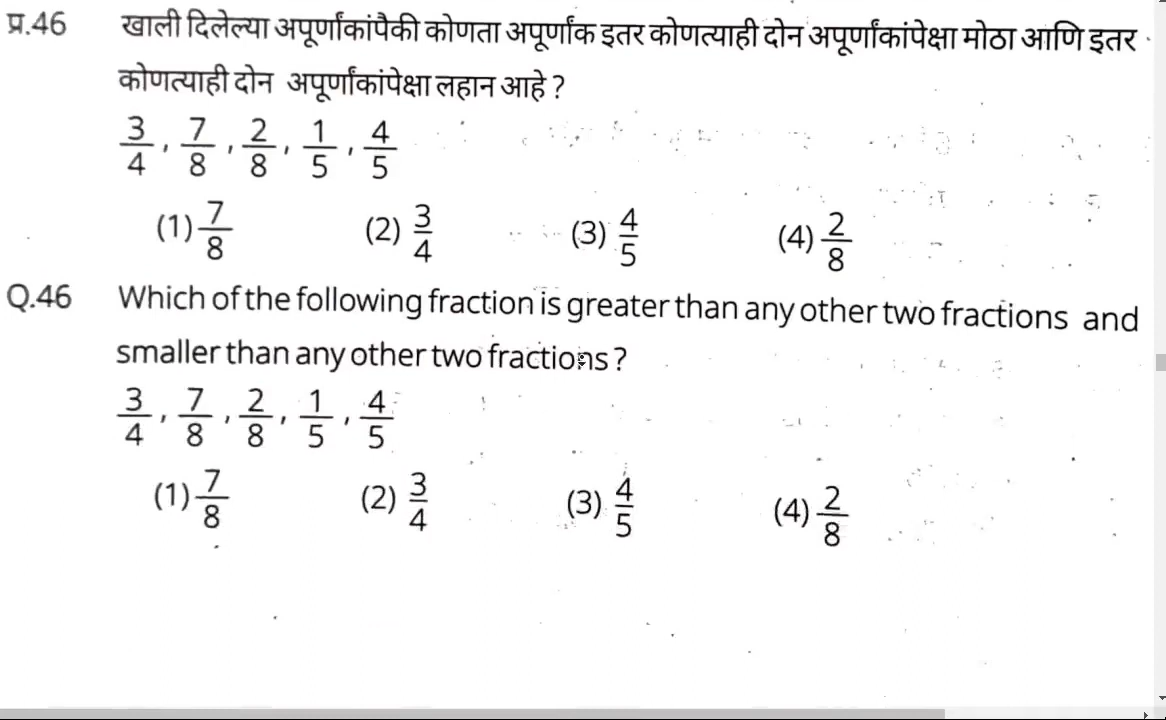 प्र.46 खाली दिलेल्या अपूर्णांकांपैकी कोणता अपूर्णांक इतर कोणत्याही दोन अपूर्णांकांपेक्षा मोठा आणि इतर
कोणत्याही दोन अपूर्णांकांपेक्षा लहान आहे ?
3/4 , 7/8 , 2/8 , 1/5 , 4/5
(1) 7/8 (2) 3/4 (3) 4/5 (4) 2/8
Q.46 Which of the following fraction is greater than any other two fractions and
smaller than any other two fractions ?
3/4 , 7/8 , 2/8 , 1/5 , 4/5
(1) 7/8 (2) 3/4 (3) 4/5 (4) 2/8